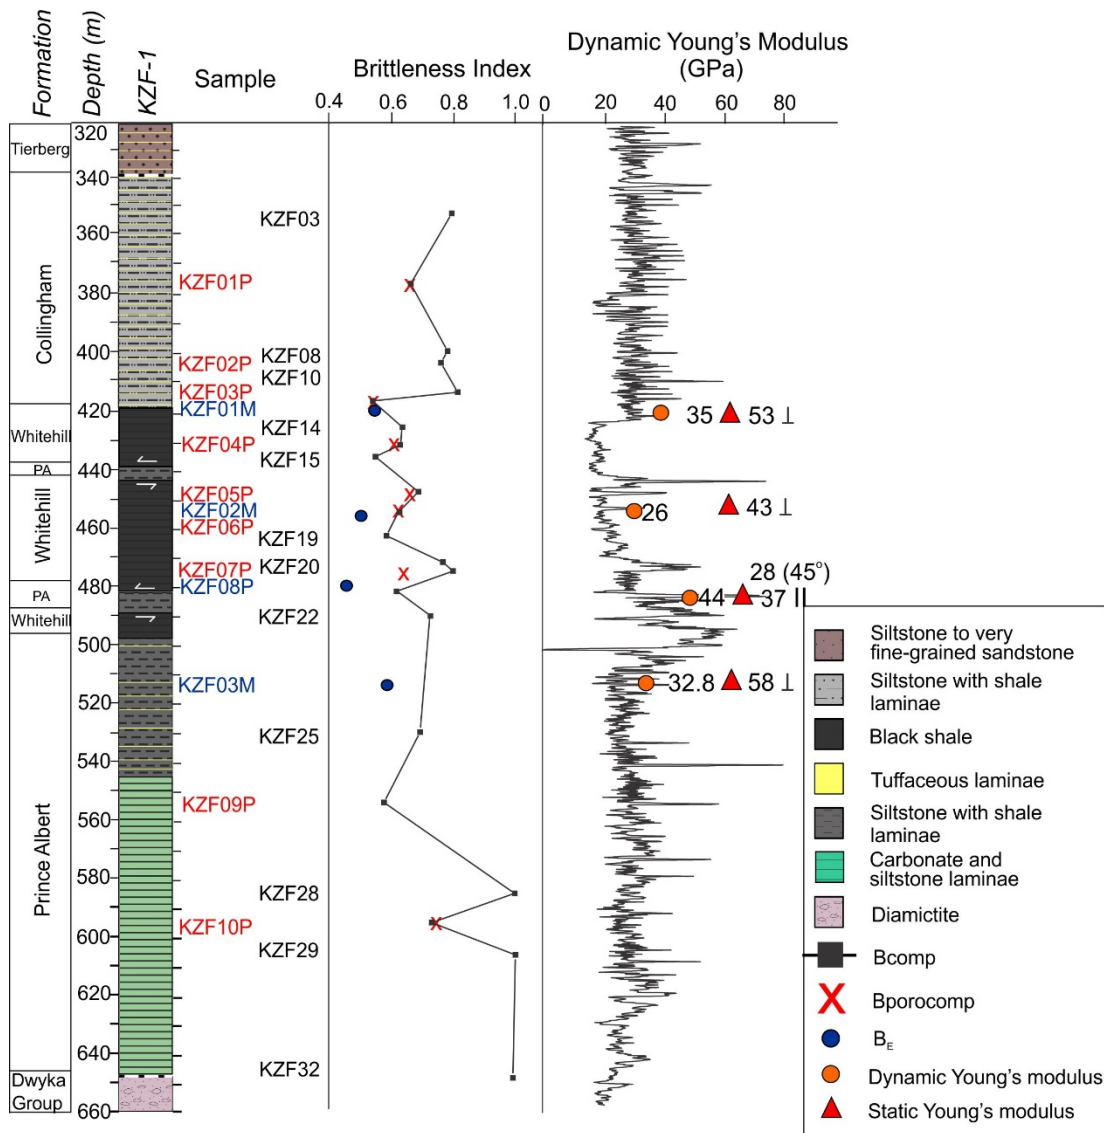 Formation
Depth (m)
KZF-1
Sample
Brittleness Index
Dynamic Young's Modulus
(GPa)
0.4 0.6 0.8 1.0
0 20 40 60 80
Tierberg
Collingham
Whitehill
PA
Whitehill
PA
Whitehill
Prince Albert
Dwyka
Group
320
340
360
380
400
420
440
460
480
500
520
540
560
580
600
620
640
660
KZF01P
KZF02P
KZF03P
KZF01M
KZF04P
KZF05P
KZF02M
KZF06P
KZF07P
KZF08P
KZF03M
KZF09P
KZF10P
KZF03
KZF08
KZF10
KZF14
KZF15
KZF19
KZF20
KZF22
KZF25
KZF28
KZF29
KZF32
35 53 ⊥
26 43 ⊥
28 (45°)
44 37 II
32.8 58 ⊥
Siltstone to very
fine-grained sandstone
Siltstone with shale
laminae
Black shale
Tuffaceous laminae
Siltstone with shale
laminae
Carbonate and
siltstone laminae
Diamictite
Bcomp
Bporocomp
BE
Dynamic Young's modulus
Static Young's modulus